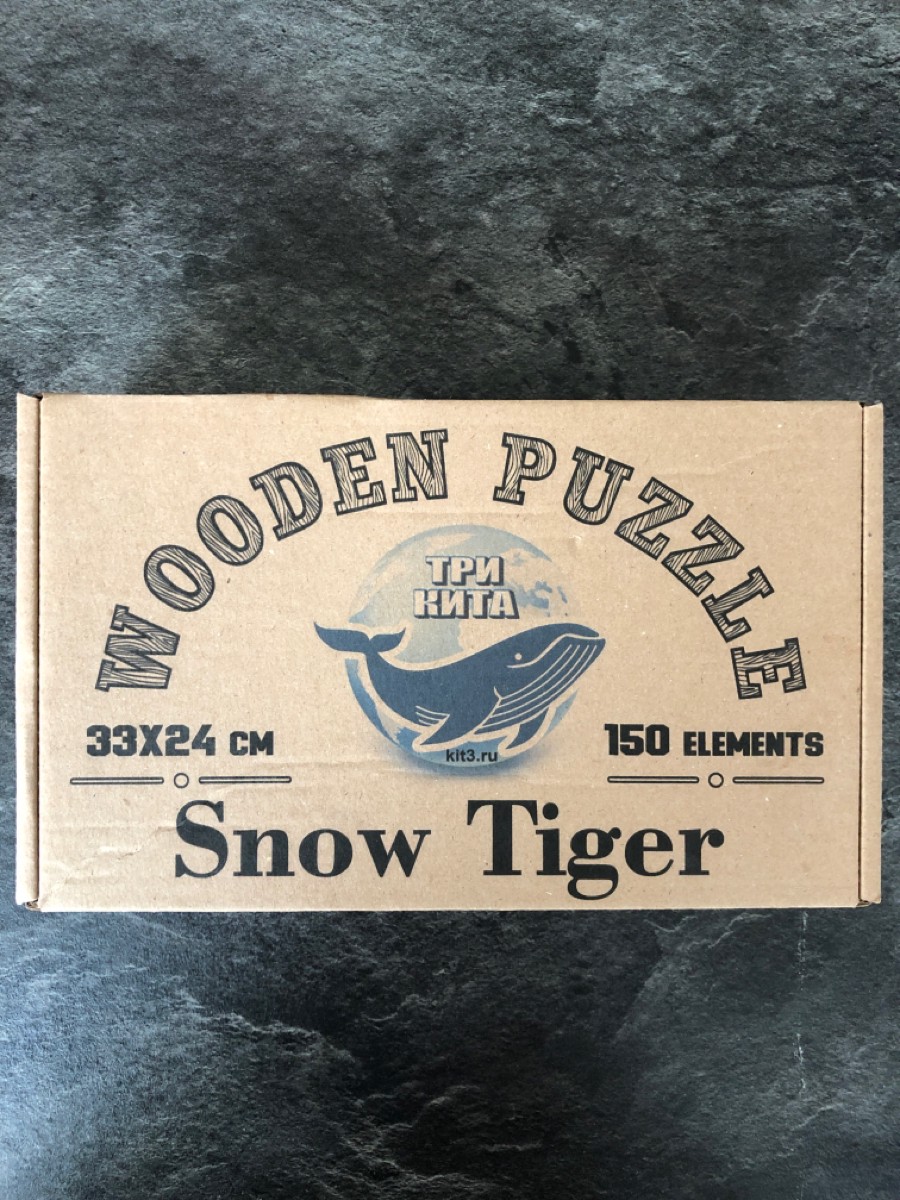 WOODEN PUZZLE
ТРИ
КИТА
kit3.ru
33X24 CM
150 ELEMENTS
Snow Tiger